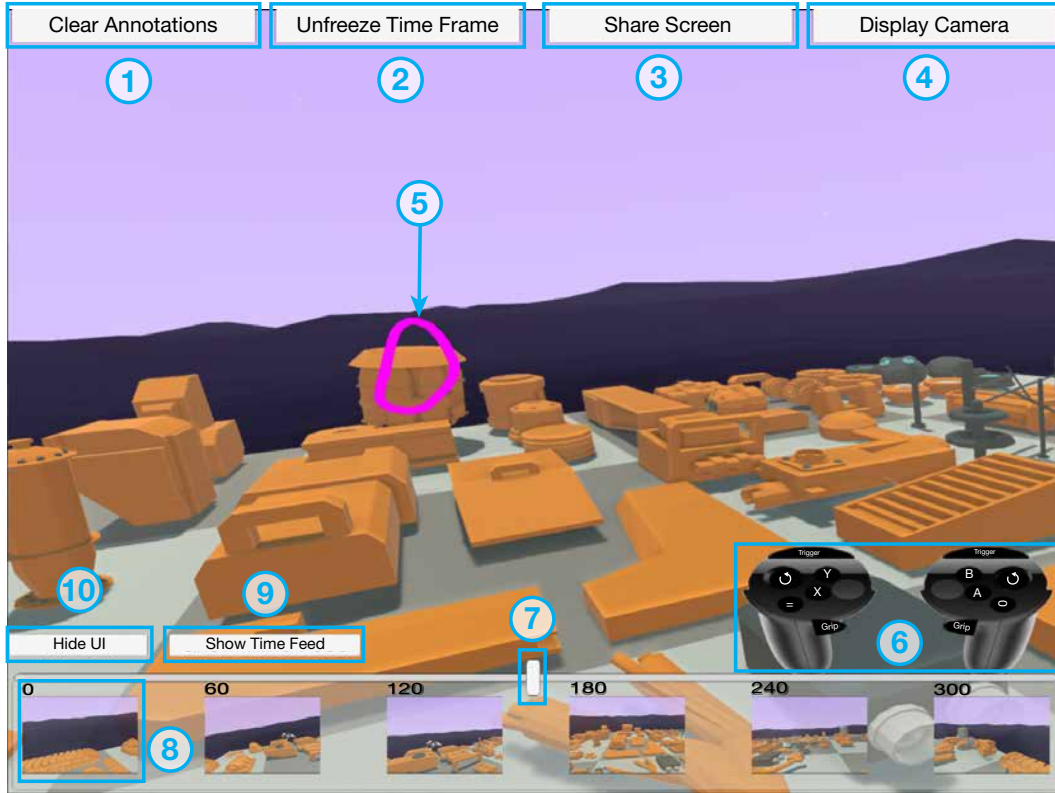 Clear Annotations
Unfreeze Time Frame
Share Screen
Display Camera
1
2
3
4
5
Trigger
Trigger
Y
X
=
Grip
B
A
0
Grip
6
10
9
7
Hide UI
Show Time Feed
0
60
120
180
240
300
8